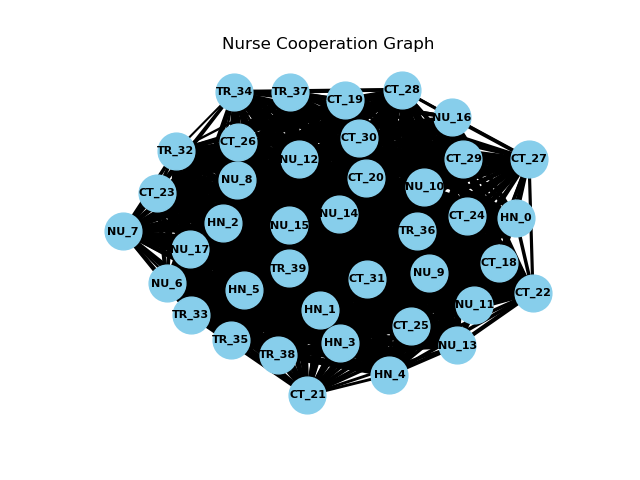 Nurse Cooperation Graph
TR_34
TR_37
CT_19
CT_28
NU_16
TR_32
CT_26
NU_12
CT_30
CT_29
CT_27
CT_23
NU_8
CT_20
NU_10
NU_7
HN_2
NU_15
NU_14
TR_36
CT_24
HN_0
NU_17
NU_6
HN_5
TR_39
CT_31
NU_9
CT_18
CT_22
TR_33
HN_1
NU_11
TR_35
TR_38
HN_3
CT_25
NU_13
CT_21
HN_4